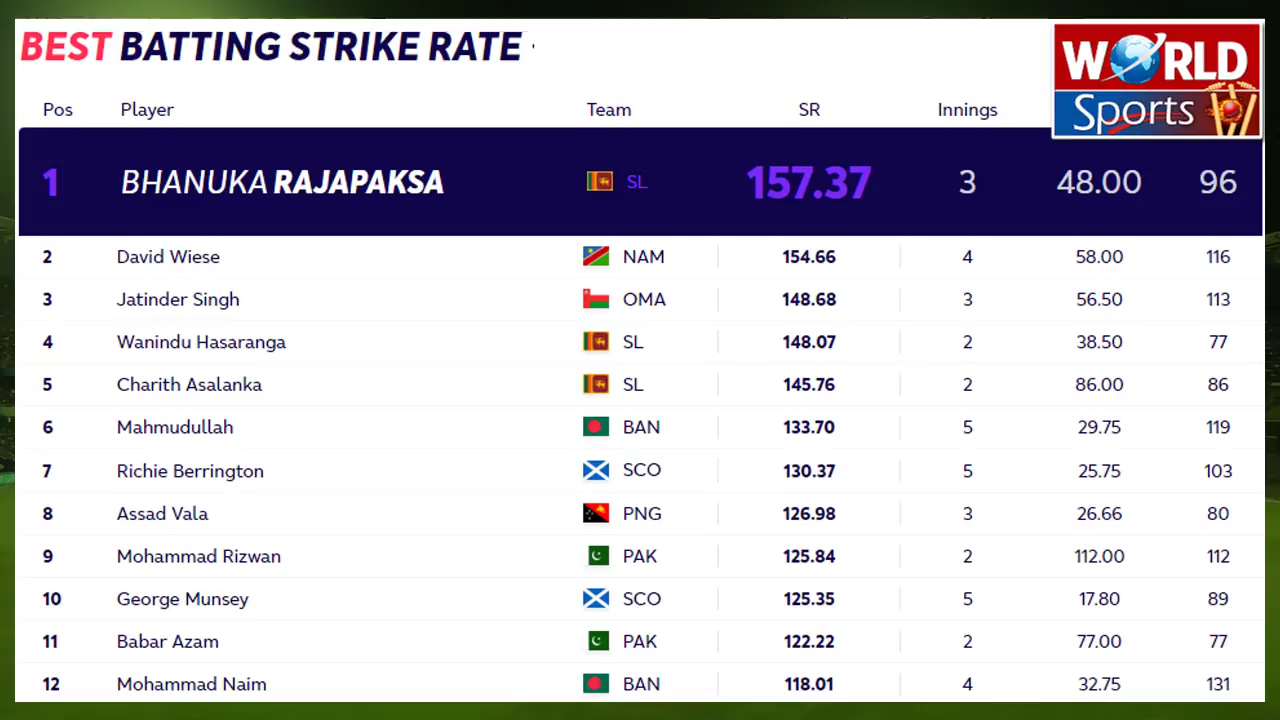 BEST BATTING STRIKE RATE
WORLD
Sports
Pos Player Team SR Innings
1 BHANUKA RAJAPAKSA SL 157.37 3 48.00 96
2 David Wiese NAM 154.66 4 58.00 116
3 Jatinder Singh OMA 148.68 3 56.50 113
4 Wanindu Hasaranga SL 148.07 2 38.50 77
5 Charith Asalanka SL 145.76 2 86.00 86
6 Mahmudullah BAN 133.70 5 29.75 119
7 Richie Berrington SCO 130.37 5 25.75 103
8 Assad Vala PNG 126.98 3 26.66 80
9 Mohammad Rizwan PAK 125.84 2 112.00 112
10 George Munsey SCO 125.35 5 17.80 89
11 Babar Azam PAK 122.22 2 77.00 77
12 Mohammad Naim BAN 118.01 4 32.75 131